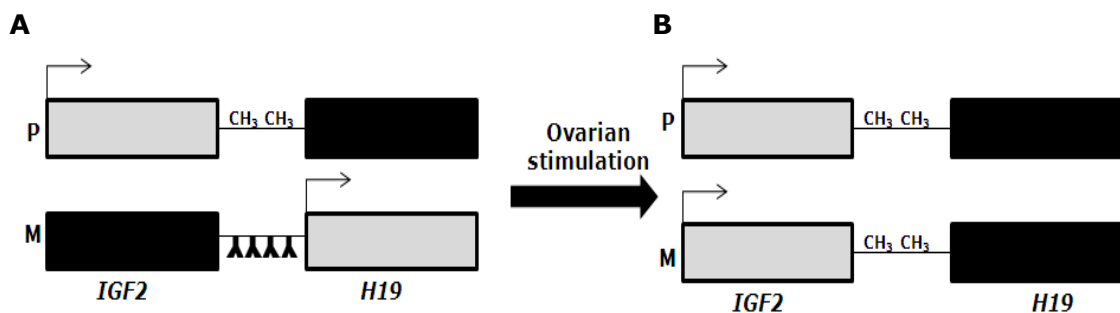 A
P
CH₃ CH₃
M
IGF2
H19
Ovarian
stimulation
B
P
CH₃ CH₃
M
CH₃ CH₃
IGF2
H19